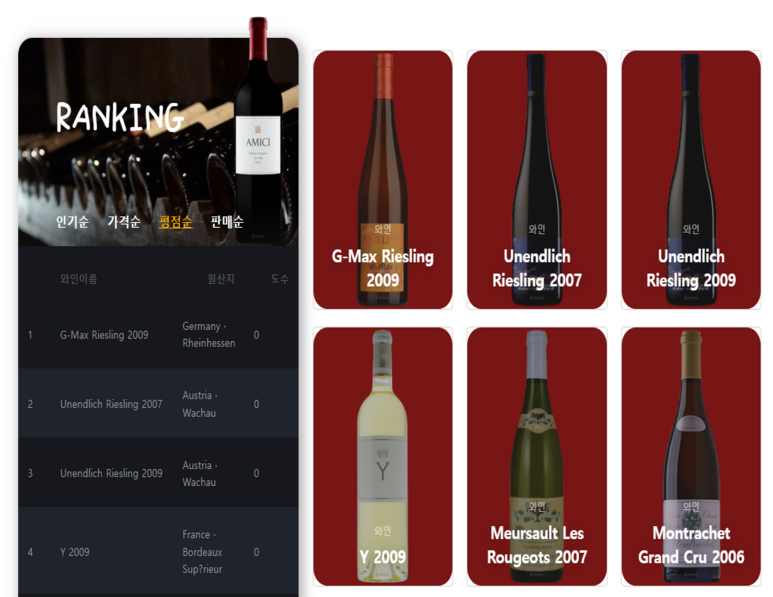 RANKING
AMICI
인기순 가격순 평점순 판매순
와인이름 원산지 도수
1 G-Max Riesling 2009 Germany ·
Rheinhessen 0
2 Unendlich Riesling 2007 Austria ·
Wachau 0
3 Unendlich Riesling 2009 Austria ·
Wachau 0
4 Y 2009 France ·
Bordeaux
Sup?rieur 0
와인
G-Max Riesling
2009
와인
Unendlich
Riesling 2007
와인
Unendlich
Riesling 2009
Y
와인
Y 2009
와인
Meursault Les
Rougeots 2007
와인
Montrachet
Grand Cru 2006